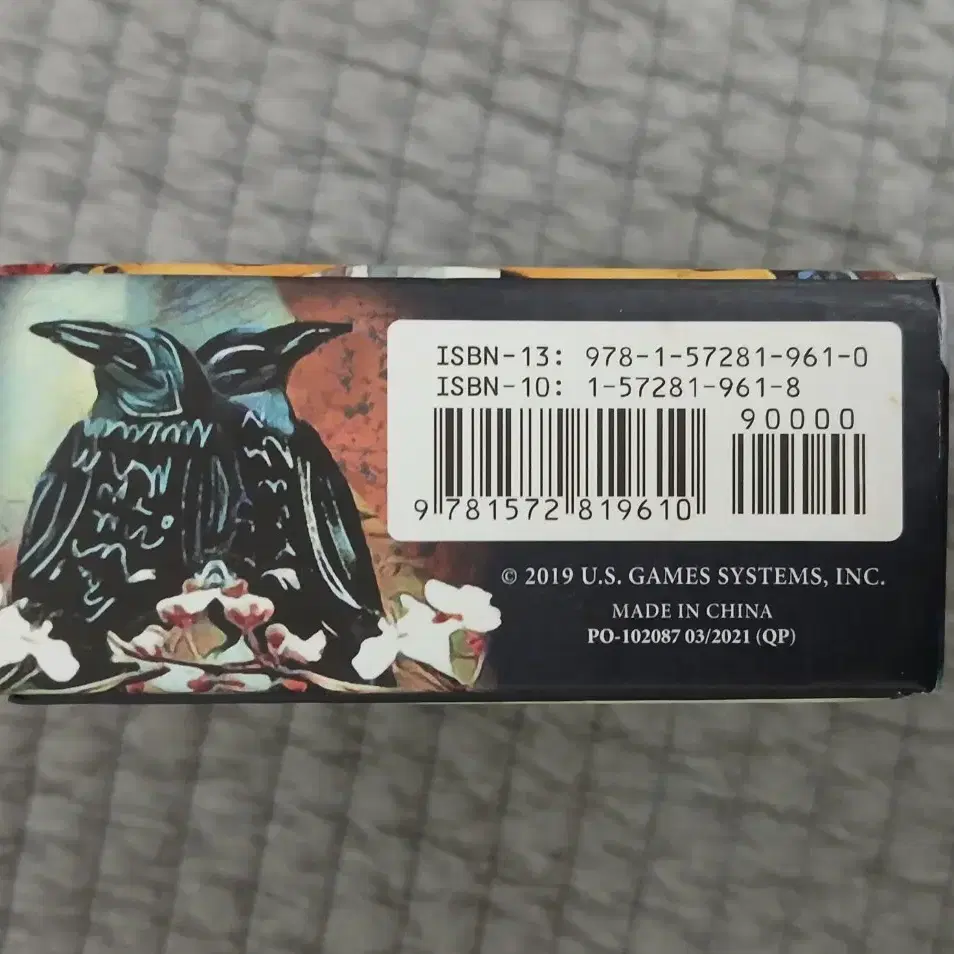 ISBN-13: 978-1-57281-961-0
ISBN-10: 1-57281-961-8
90000
9 781572 819610
© 2019 U.S. GAMES SYSTEMS, INC.
MADE IN CHINA
PO-102087 03/2021 (QP)